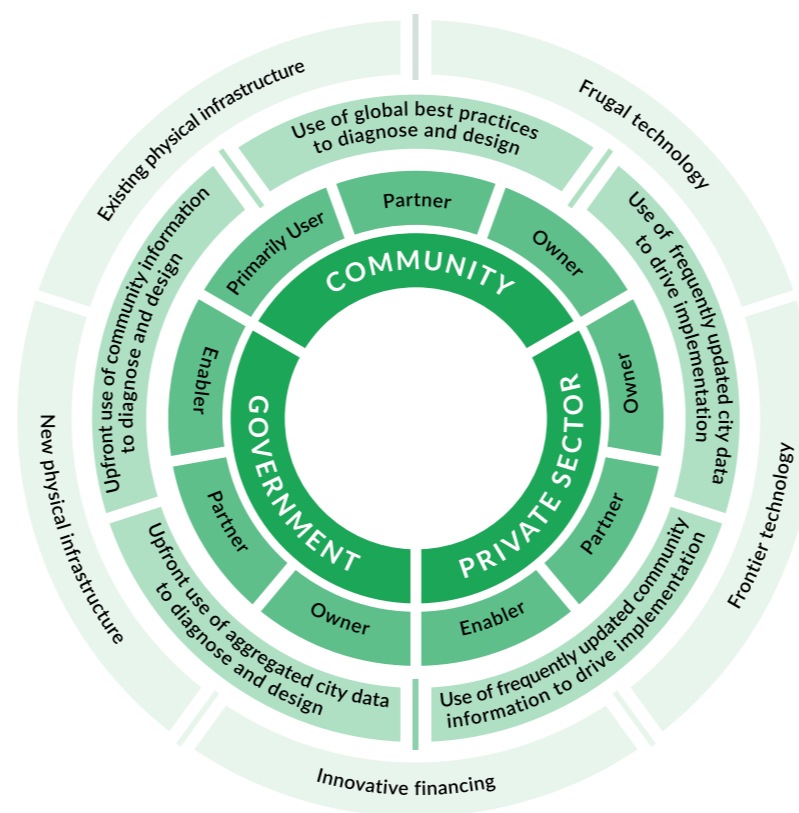 Existing physical infrastructure
Frugal technology
Frontier technology
Innovative financing
New physical infrastructure
Use of global best practices
to diagnose and design
Use of frequently updated city data
to drive implementation
Use of frequently updated community
information to drive implementation
Upfront use of aggregated city data
to diagnose and design
Upfront use of community information
to diagnose and design
Primarily User
Partner
Owner
Owner
Partner
Enabler
Owner
Partner
Enabler
COMMUNITY
PRIVATE SECTOR
GOVERNMENT